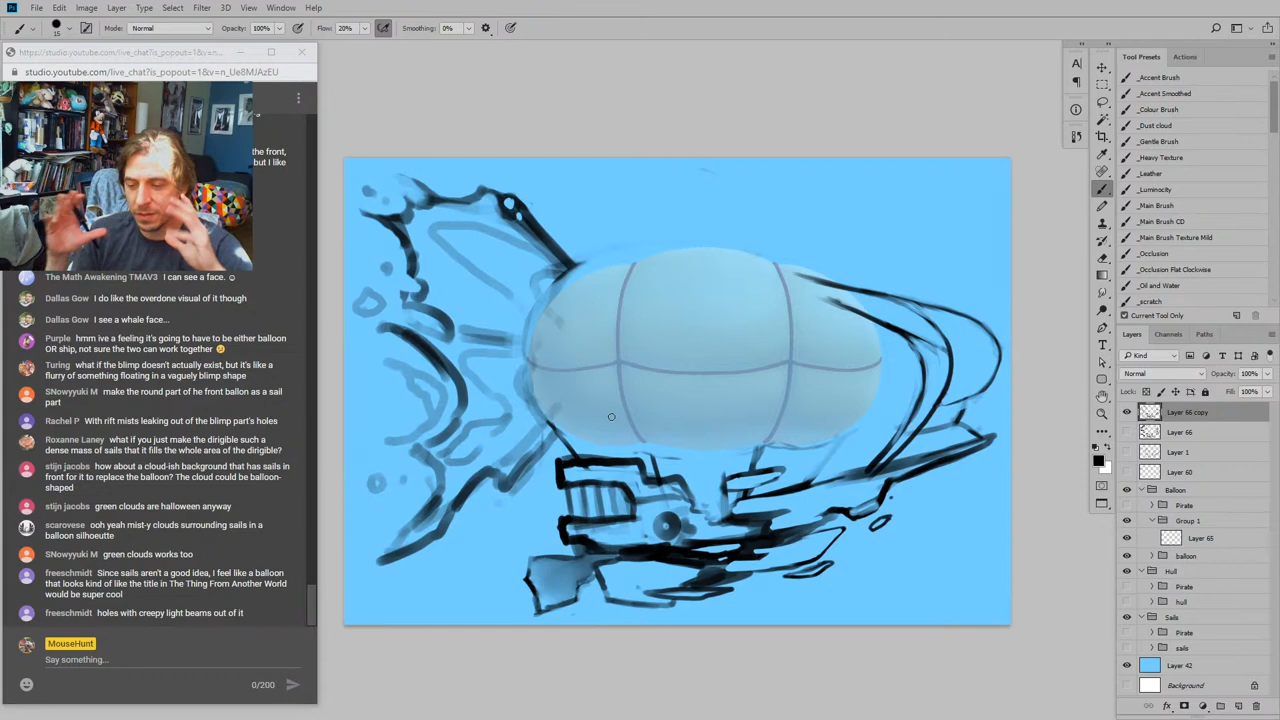 Ps File Edit Image Layer Type Select Filter 3D View Window Help
15 Mode: Normal Opacity: 100% Flow: 20% Smoothing: 0%
https://studio.youtube.com/live_chat?is_popout=1&v=n...
studio.youtube.com/live_chat?is_popout=1&v=n_Ue8MJAzEU
the front,
but I like
The Math Awakening TMAV3 I can see a face. ☺
Dallas Gow I do like the overdone visual of it though
Dallas Gow I see a whole face...
Purple hmm ive a feeling it's going to have to be either balloon
OR ship, not sure the two can work together 😕
Turing what if the blimp doesn't actually exist, but it's like a
flurry of something floating in a vaguely blimp shape
SNowyyuki M make the round part of he front ballon as a sail
part
Rachel P With rift mists leaking out of the blimp part's holes
Roxanne Laney what if you just make the dirigible such a
dense mass of sails that it fills the whole area of the dirigible?
stijn jacobs how about a cloud-ish background that has sails in
front for it to replace the balloon? The cloud could be balloon-
shaped
stijn jacobs green clouds are halloween anyway
scarovese ooh yeah mist-y clouds surrounding sails in a
balloon silhoeutte
SNowyyuki M green clouds works too
freeschmidt Since sails aren't a good idea, I feel like a balloon
that looks kind of like the title in The Thing From Another World
would be super cool
freeschmidt holes with creepy light beams out of it
MouseHunt
Say something...
0/200
Tool Presets Actions
_Accent Brush
_Accent Smoothed
_Colour Brush
_Dust cloud
_Gentle Brush
_Heavy Texture
_Leather
_Luminocity
_Main Brush
_Main Brush CD
_Main Brush Texture Mild
_Occlusion
_Occlusion Flat Clockwise
_Oil and Water
_scratch
Current Tool Only
Layers Channels Paths
Kind
Normal Opacity: 100%
Lock: Fill: 100%
Layer 66 copy
Layer 66
Layer 1
Layer 60
Balloon
Pirate
Group 1
Layer 65
balloon
Hull
Pirate
hull
Sails
Pirate
sails
Layer 42
Background